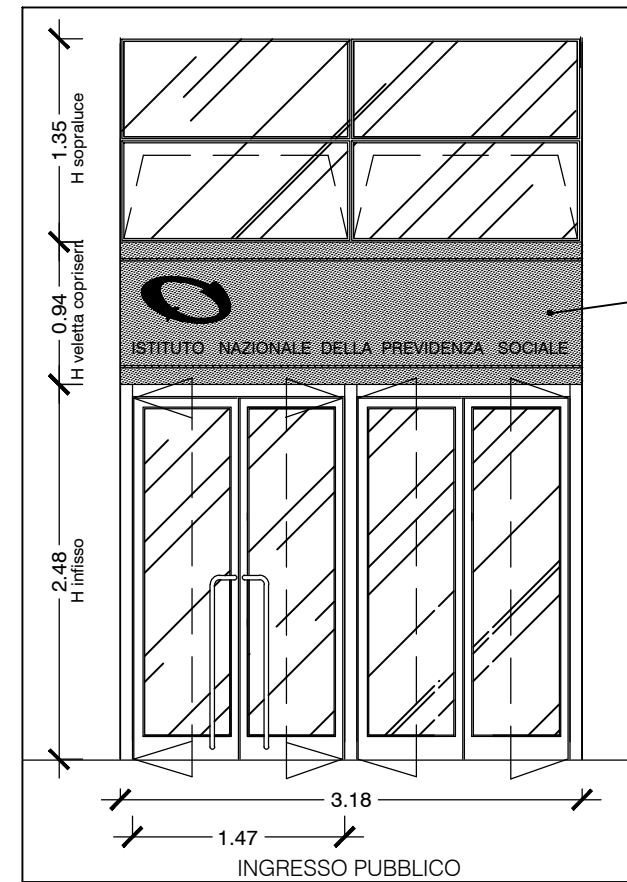 1.35
H sopraluce
0.94
H veletta copriserr
ISTITUTO NAZIONALE DELLA PREVIDENZA SOCIALE
2.48
H infisso
3.18
1.47
INGRESSO PUBBLICO